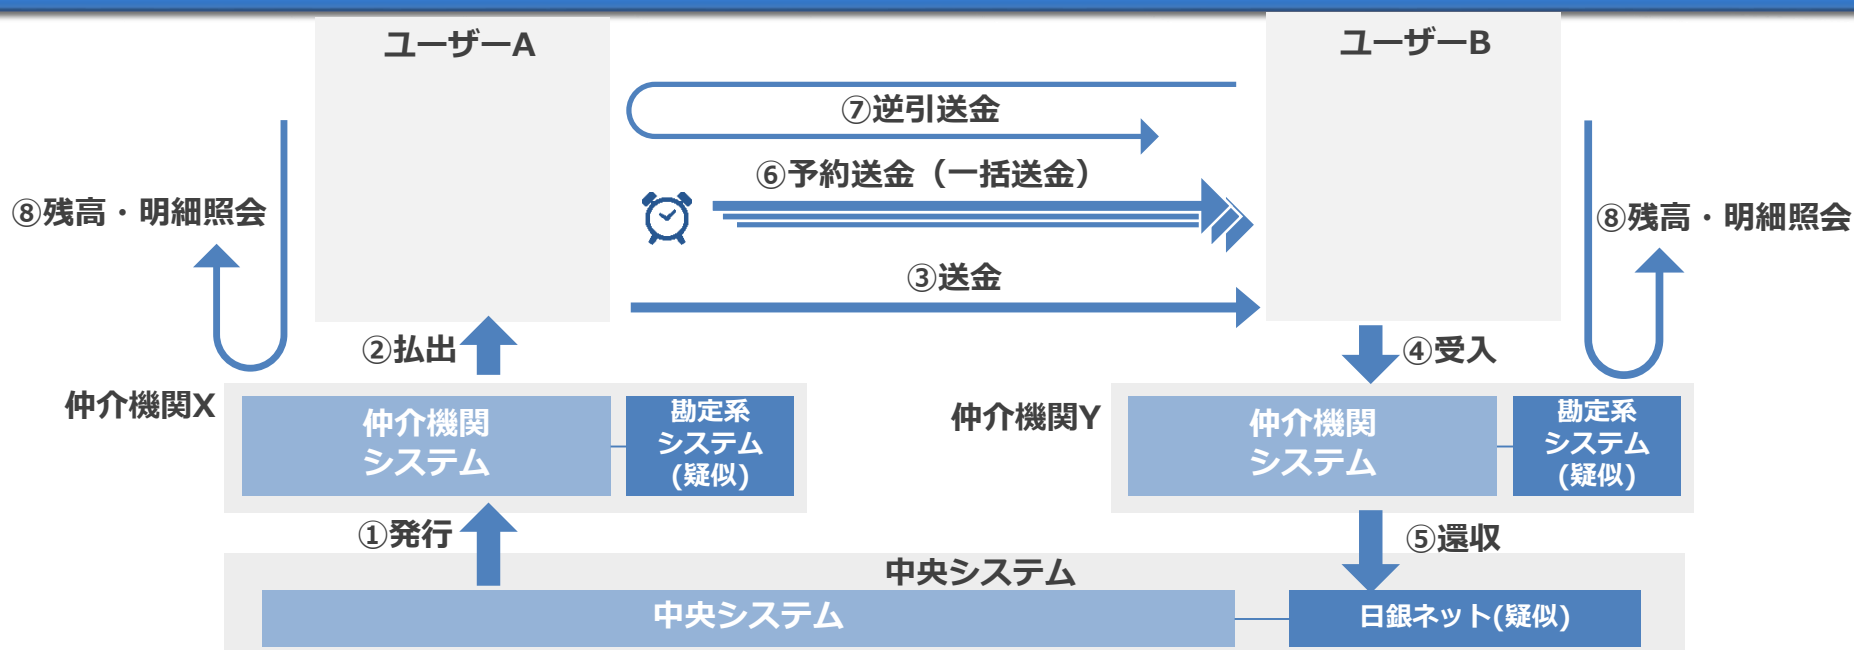 ユーザーA
ユーザーB
⑦逆引送金
⑥予約送金（一括送金）
⑧残高・明細照会
⑧残高・明細照会
③送金
②払出
④受入
仲介機関X
仲介機関
システム
勘定系
システム
(疑似)
仲介機関Y
仲介機関
システム
勘定系
システム
(疑似)
①発行
⑤還収
中央システム
中央システム
日銀ネット(疑似)